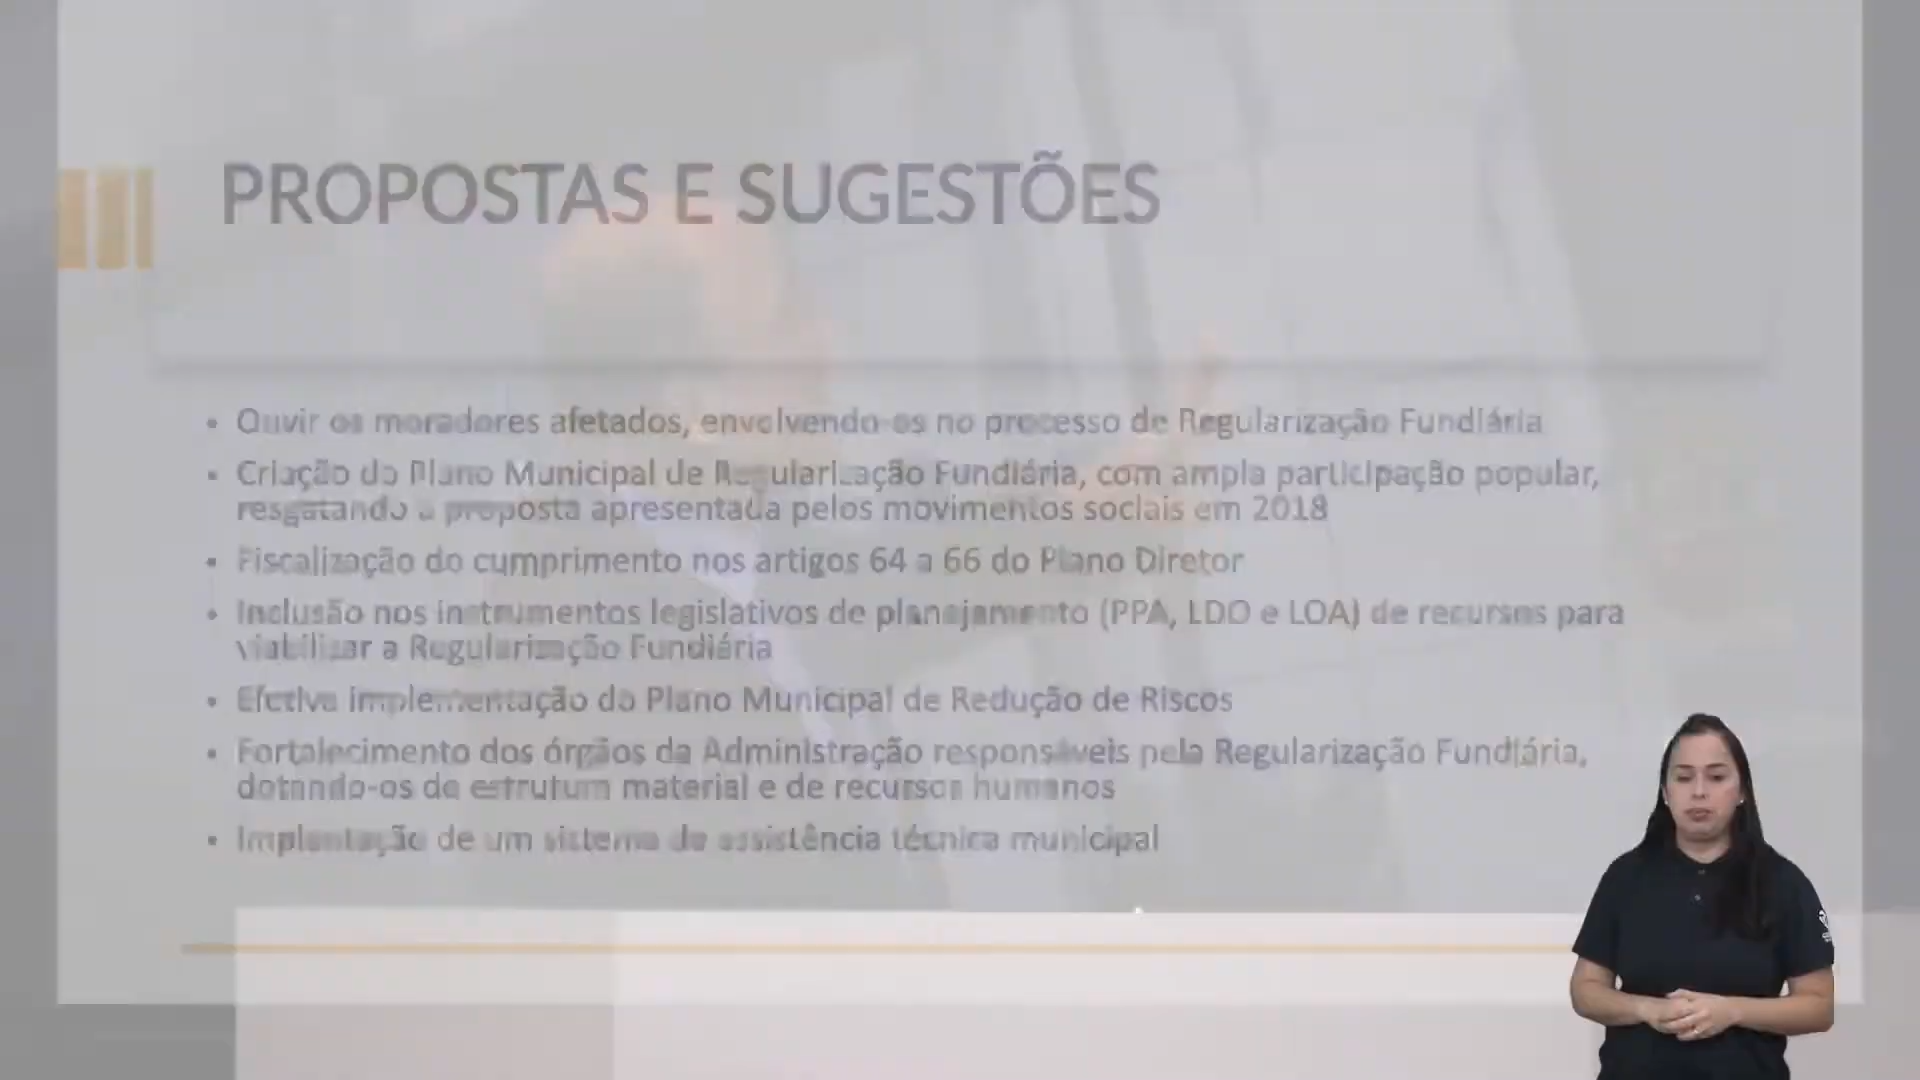 PROPOSTAS E SUGESTÕES
• Ouvir os moradores afetados, envolvendo-os no processo de Regularização Fundiária
• Criação do Plano Municipal de Regularização Fundiária, com ampla participação popular,
resgatando a proposta apresentada pelos movimentos sociais em 2018
• Fiscalização do cumprimento nos artigos 64 a 66 do Plano Diretor
• Inclusão nos instrumentos legislativos de planejamento (PPA, LDO e LOA) de recursos para
viabilizar a Regularização Fundiária
• Efetiva implementação do Plano Municipal de Redução de Riscos
• Fortalecimento dos órgãos da Administração responsáveis pela Regularização Fundiária,
dotando-os de estrutura material e de recursos humanos
• Implantação de um sistema de assistência técnica municipal